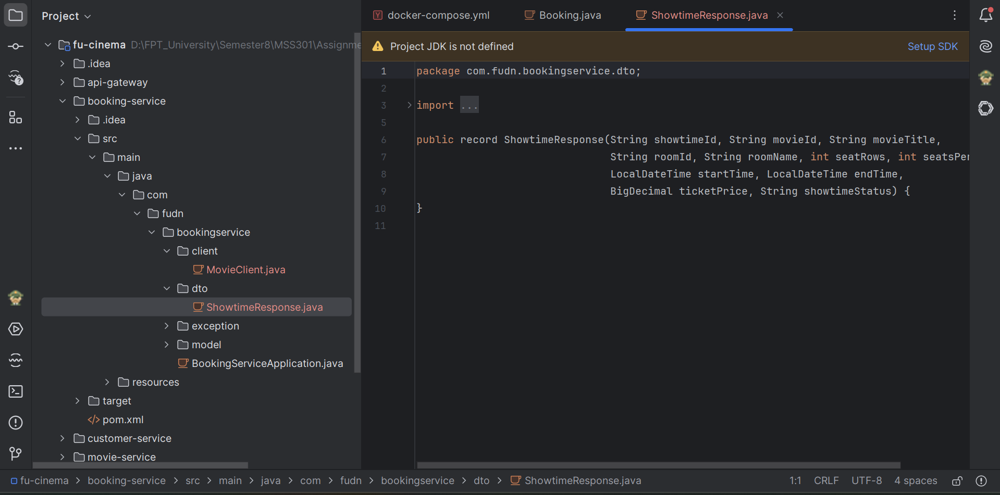 Project
fu-cinema D:\FPT_University\Semester8\MSS301\Assignme
.idea
api-gateway
booking-service
.idea
src
main
java
com
fudn
bookingservice
client
MovieClient.java
dto
ShowtimeResponse.java
exception
model
BookingServiceApplication.java
resources
target
</> pom.xml
customer-service
movie-service
docker-compose.yml
Booking.java
ShowtimeResponse.java
Project JDK is not defined
Setup SDK
1 package com.fudn.bookingservice.dto;
2
3 import ...
5
6 public record ShowtimeResponse(String showtimeId, String movieId, String movieTitle,
7 String roomId, String roomName, int seatRows, int seatsPer
8 LocalDateTime startTime, LocalDateTime endTime,
9 BigDecimal ticketPrice, String showtimeStatus) {
10 }
11
fu-cinema > booking-service > src > main > java > com > fudn > bookingservice > dto > ShowtimeResponse.java
1:1 CRLF UTF-8 4 spaces